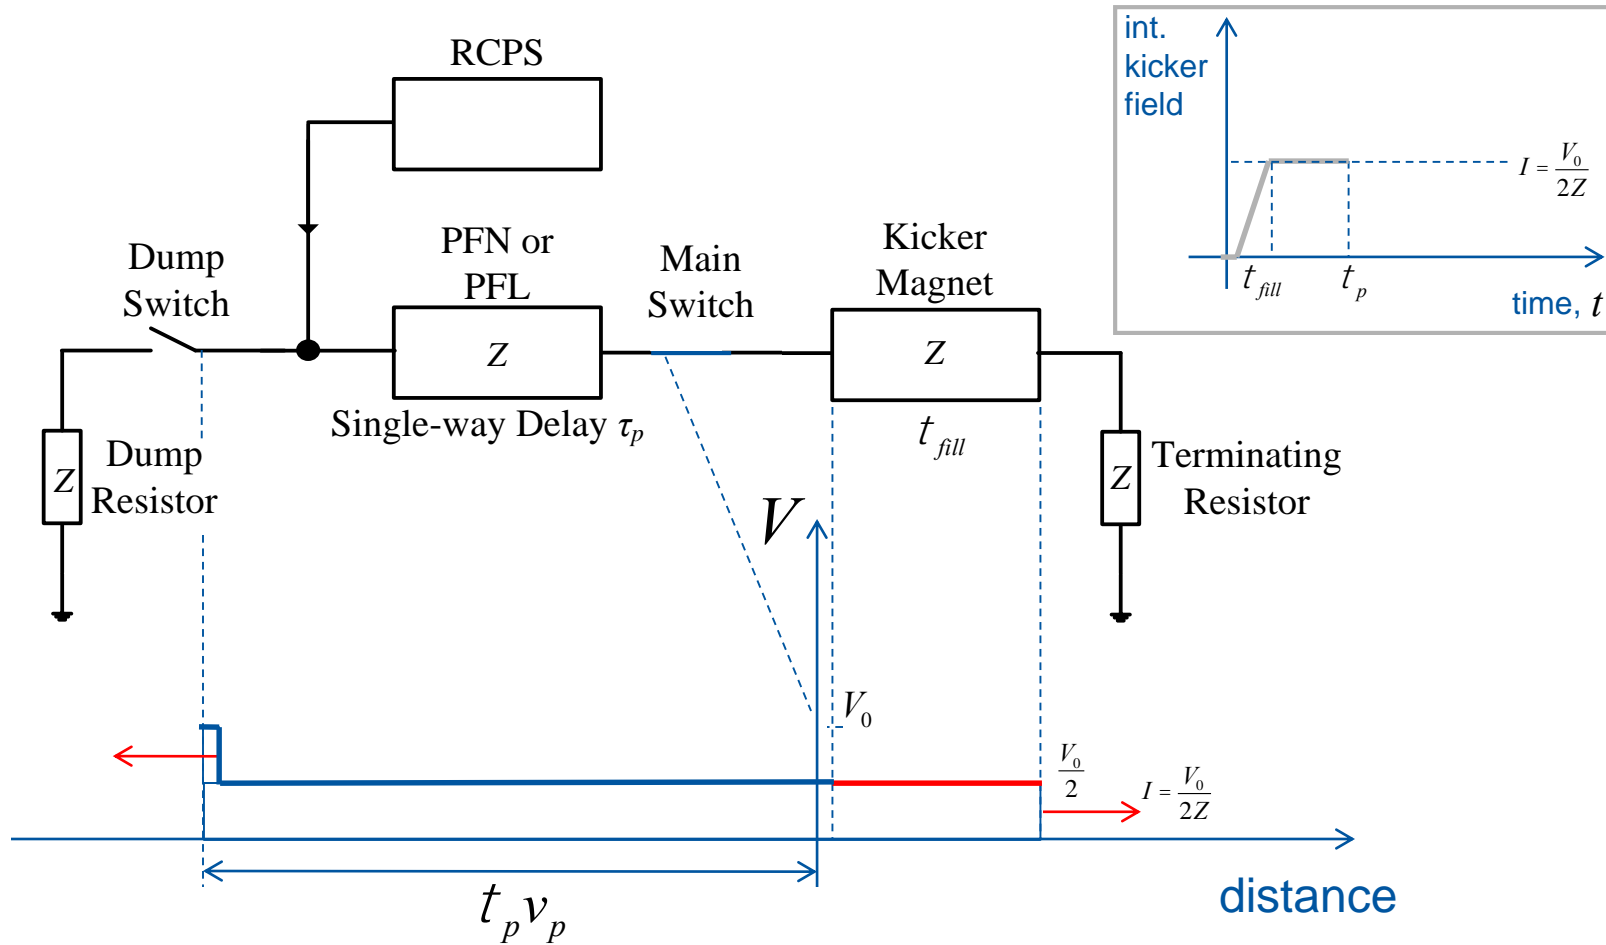 RCPS
PFN or
PFL
Z
Single-way Delay τp
Dump
Switch
Main
Switch
Kicker
Magnet
Z
t fill
Z
Dump
Resistor
Z
Terminating
Resistor
V
V0
V0/2
I = V0/2Z
tp vp
distance
int.
kicker
field
I = V0/2Z
t fill
t p
time, t